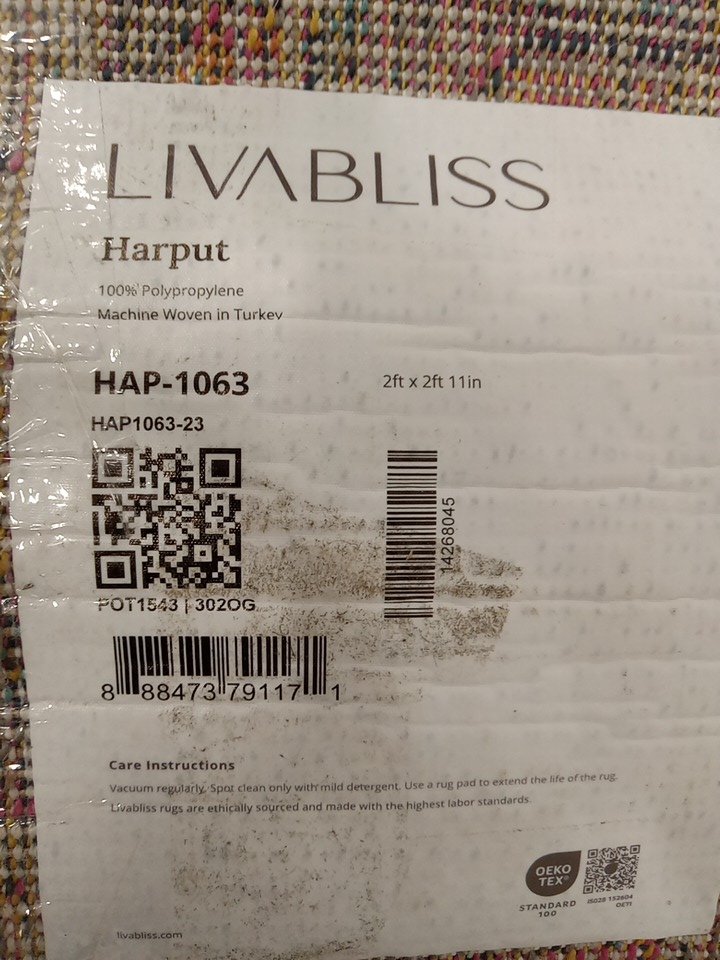 LIVABLISS
Harput
100% Polypropylene
Machine Woven in Turkey
HAP-1063
2ft x 2ft 11in
HAP1063-23
14268045
POT1543 | 302OG
8 88473 79117 1
Care Instructions
Vacuum regularly. Spot clean only with mild detergent. Use a rug pad to extend the life of the rug.
Livabliss rugs are ethically sourced and made with the highest labor standards.
OEKO
TEX®
STANDARD
100
IS028 152604
OETI
livabliss.com